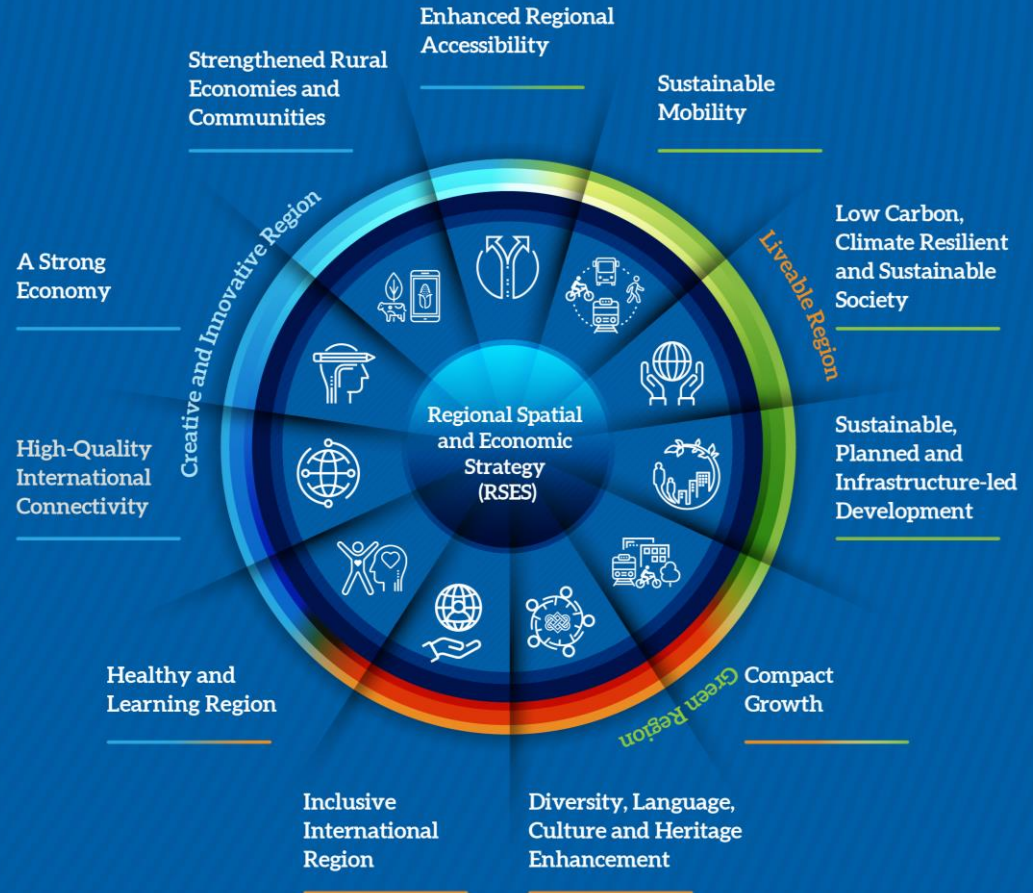 Enhanced Regional
Accessibility
Strengthened Rural
Economies and
Communities
Sustainable
Mobility
Low Carbon,
Climate Resilient
and Sustainable
Society
A Strong
Economy
Creative and Innovative Region
Liveable Region
Regional Spatial
and Economic
Strategy
(RSES)
High-Quality
International
Connectivity
Sustainable,
Planned and
Infrastructure-led
Development
Healthy and
Learning Region
Green Region
Compact
Growth
Inclusive
International
Region
Diversity, Language,
Culture and Heritage
Enhancement